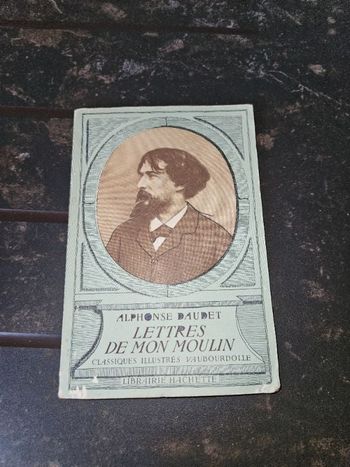 ALPHONSE DAUDET
LETTRES
DE MON MOULIN
CLASSIQUES ILLUSTRÉS VAUBOURDOLLE
LIBRAIRIE HACHETTE